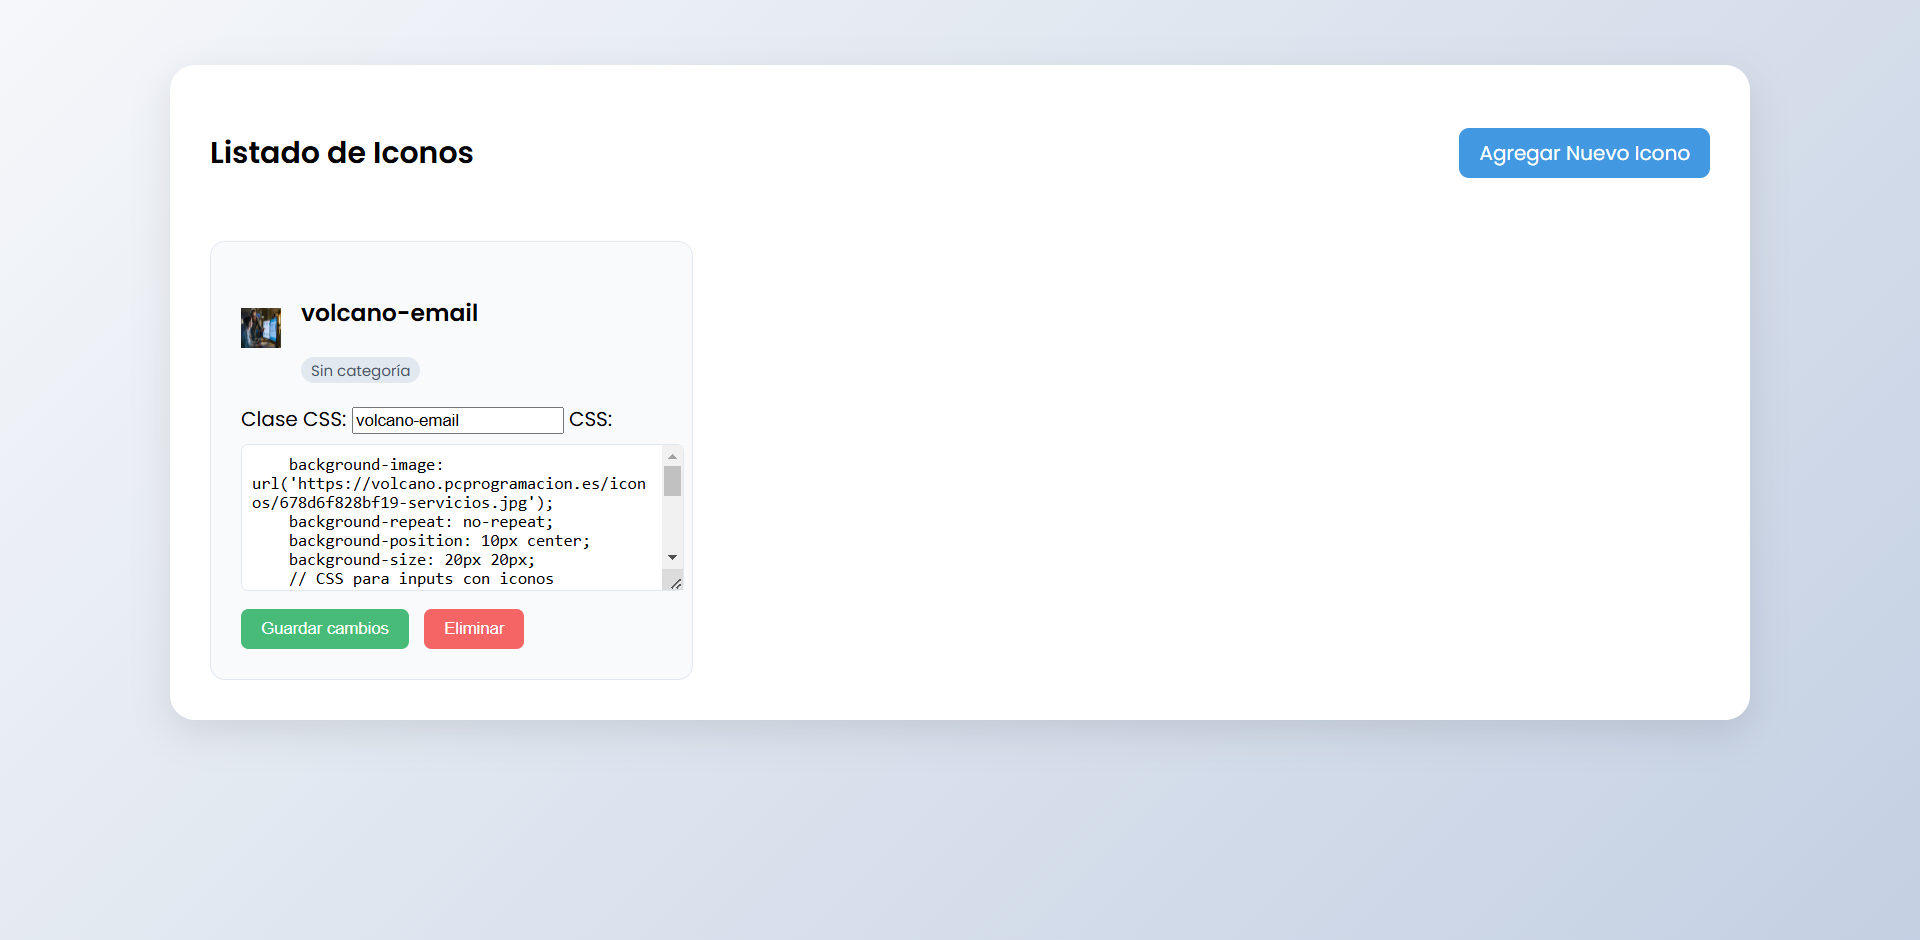 Listado de Iconos
Agregar Nuevo Icono
volcano-email
Sin categoría
Clase CSS: volcano-email CSS:
background-image:
url('https://volcano.pcprogramacion.es/icon
os/678d6f828bf19-servicios.jpg');
background-repeat: no-repeat;
background-position: 10px center;
background-size: 20px 20px;
// CSS para inputs con iconos
Guardar cambios
Eliminar